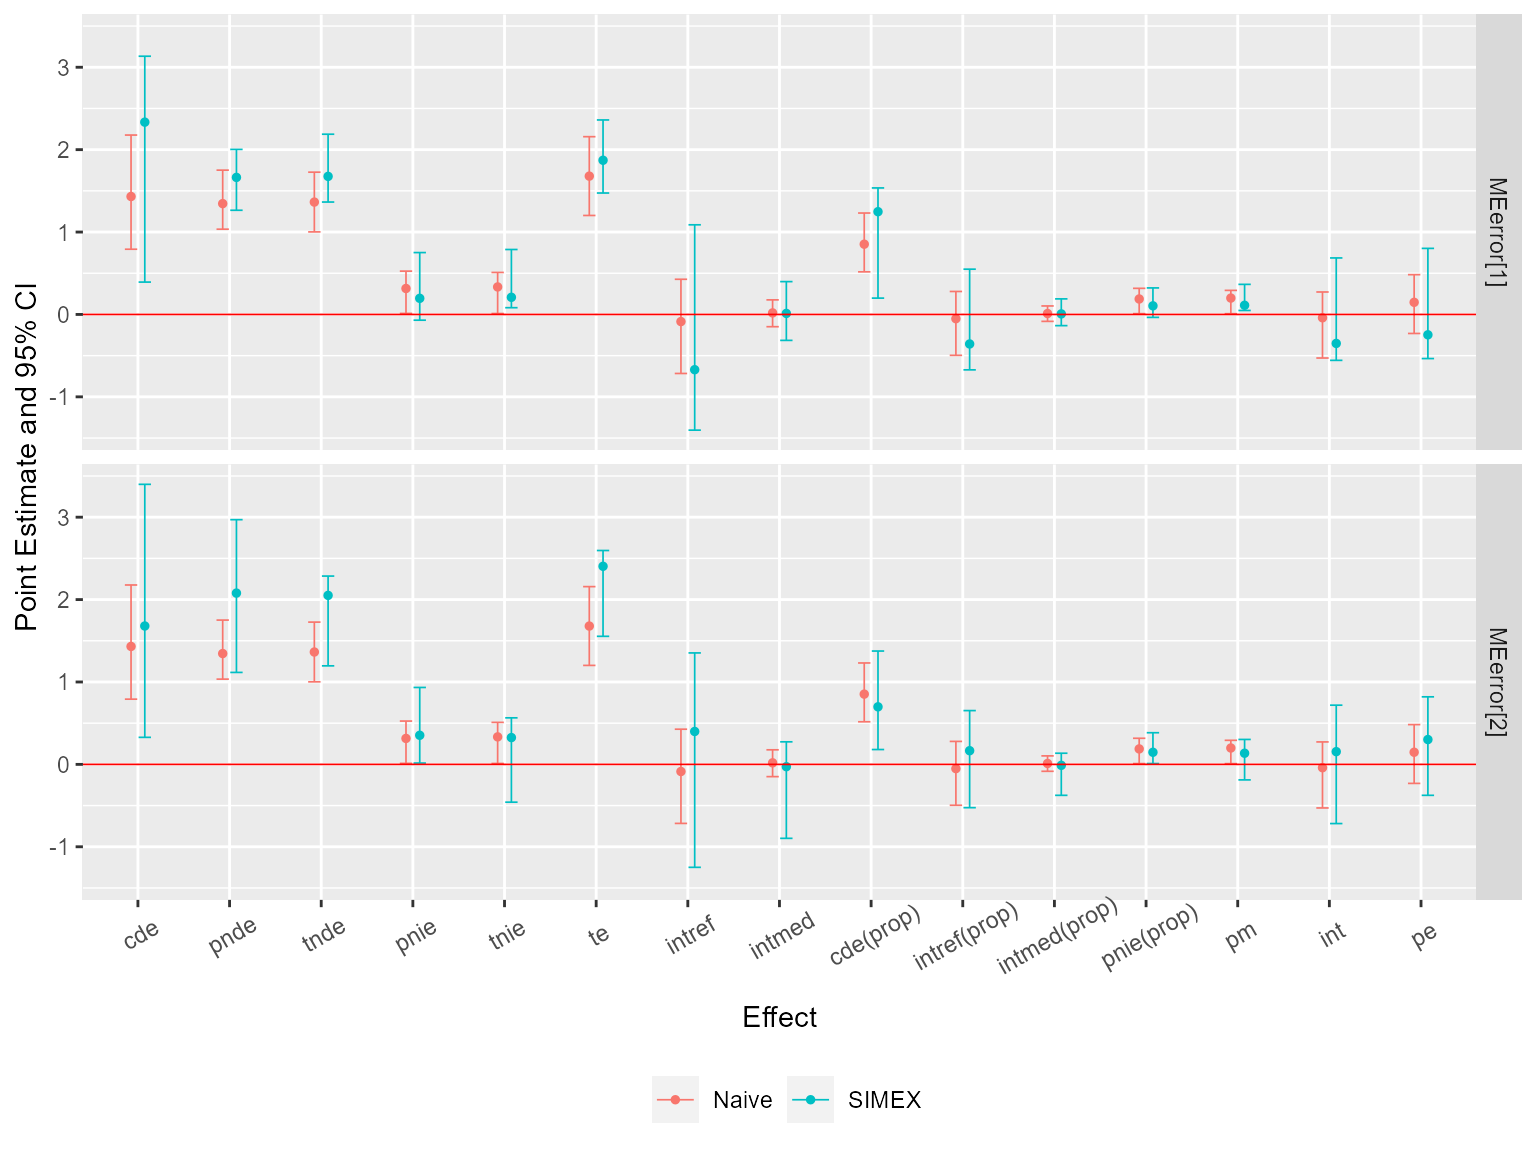 Point Estimate and 95% CI
3
2
1
0
-1
MEerror[1]
3
2
1
0
-1
MEerror[2]
cde pnde tnde pnie tnie te intref intmed cde(prop) intref(prop) intmed(prop) pnie(prop) pm int pe
Effect
Naive SIMEX